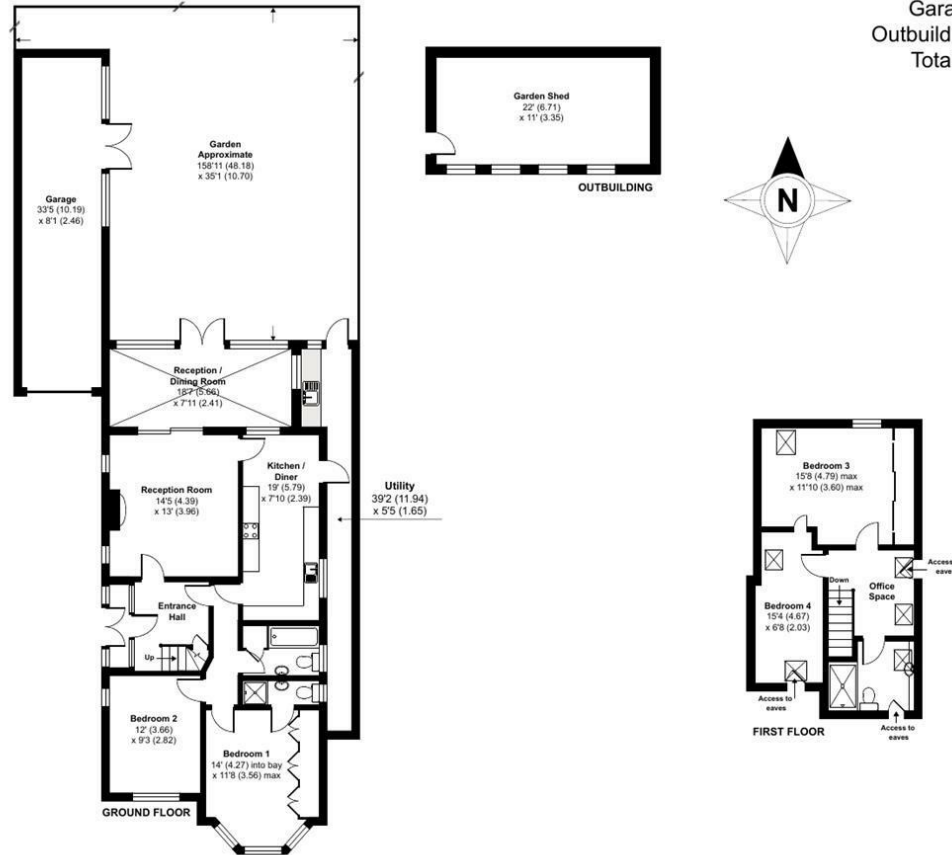 Gara
Outbuild
Tota
Garden Shed
22' (6.71)
x 11' (3.35)
OUTBUILDING
N
Garden
Approximate
158'11 (48.18)
x 35'1 (10.70)
Garage
33'5 (10.19)
x 8'1 (2.46)
Reception /
Dining Room
18'7 (5.66)
x 7'11 (2.41)
Kitchen /
Diner
19' (5.79)
x 7'10 (2.39)
Reception Room
14'5 (4.39)
x 13' (3.96)
Utility
39'2 (11.94)
x 5'5 (1.65)
Entrance
Hall
Up
Bedroom 2
12' (3.66)
x 9'3 (2.82)
Bedroom 1
14' (4.27) into bay
x 11'8 (3.56) max
GROUND FLOOR
Bedroom 3
15'8 (4.79) max
x 11'10 (3.60) max
Access
eaves
Office
Space
Down
Bedroom 4
15'4 (4.67)
x 6'8 (2.03)
Access to
eaves
Access to
eaves
FIRST FLOOR